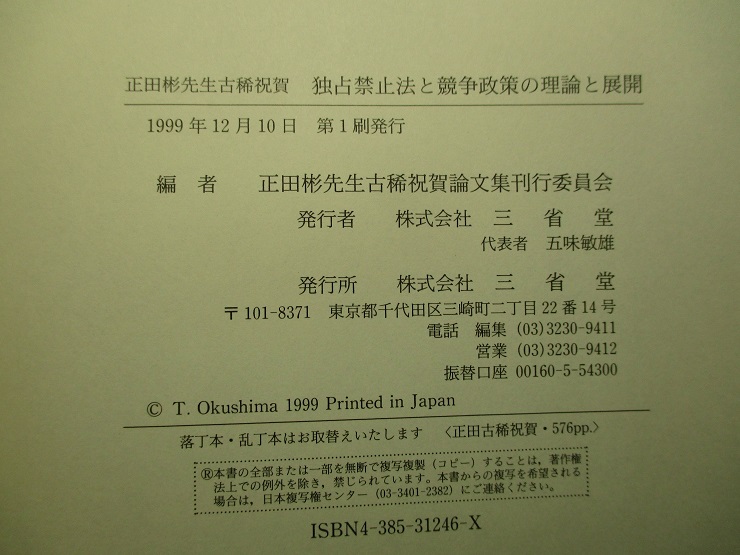 正田彬先生古稀祝賀 独占禁止法と競争政策の理論と展開
1999年12月10日 第1刷発行
編者 正田彬先生古稀祝賀論文集刊行委員会
発行者 株式会社 三省堂
代表者 五味敏雄
発行所 株式会社 三省堂
〒101-8371 東京都千代田区三崎町二丁目22番14号
電話 編集 (03)3230-9411
営業 (03)3230-9412
振替口座 00160-5-54300
© T. Okushima 1999 Printed in Japan
落丁本・乱丁本はお取替えいたします 〈正田古稀祝賀・576pp.〉
Ⓡ本書の全部または一部を無断で複写複製（コピー）することは，著作権
法上での例外を除き，禁じられています。本書からの複写を希望される
場合は，日本複写権センター（03-3401-2382）にご連絡ください。
ISBN4-385-31246-X